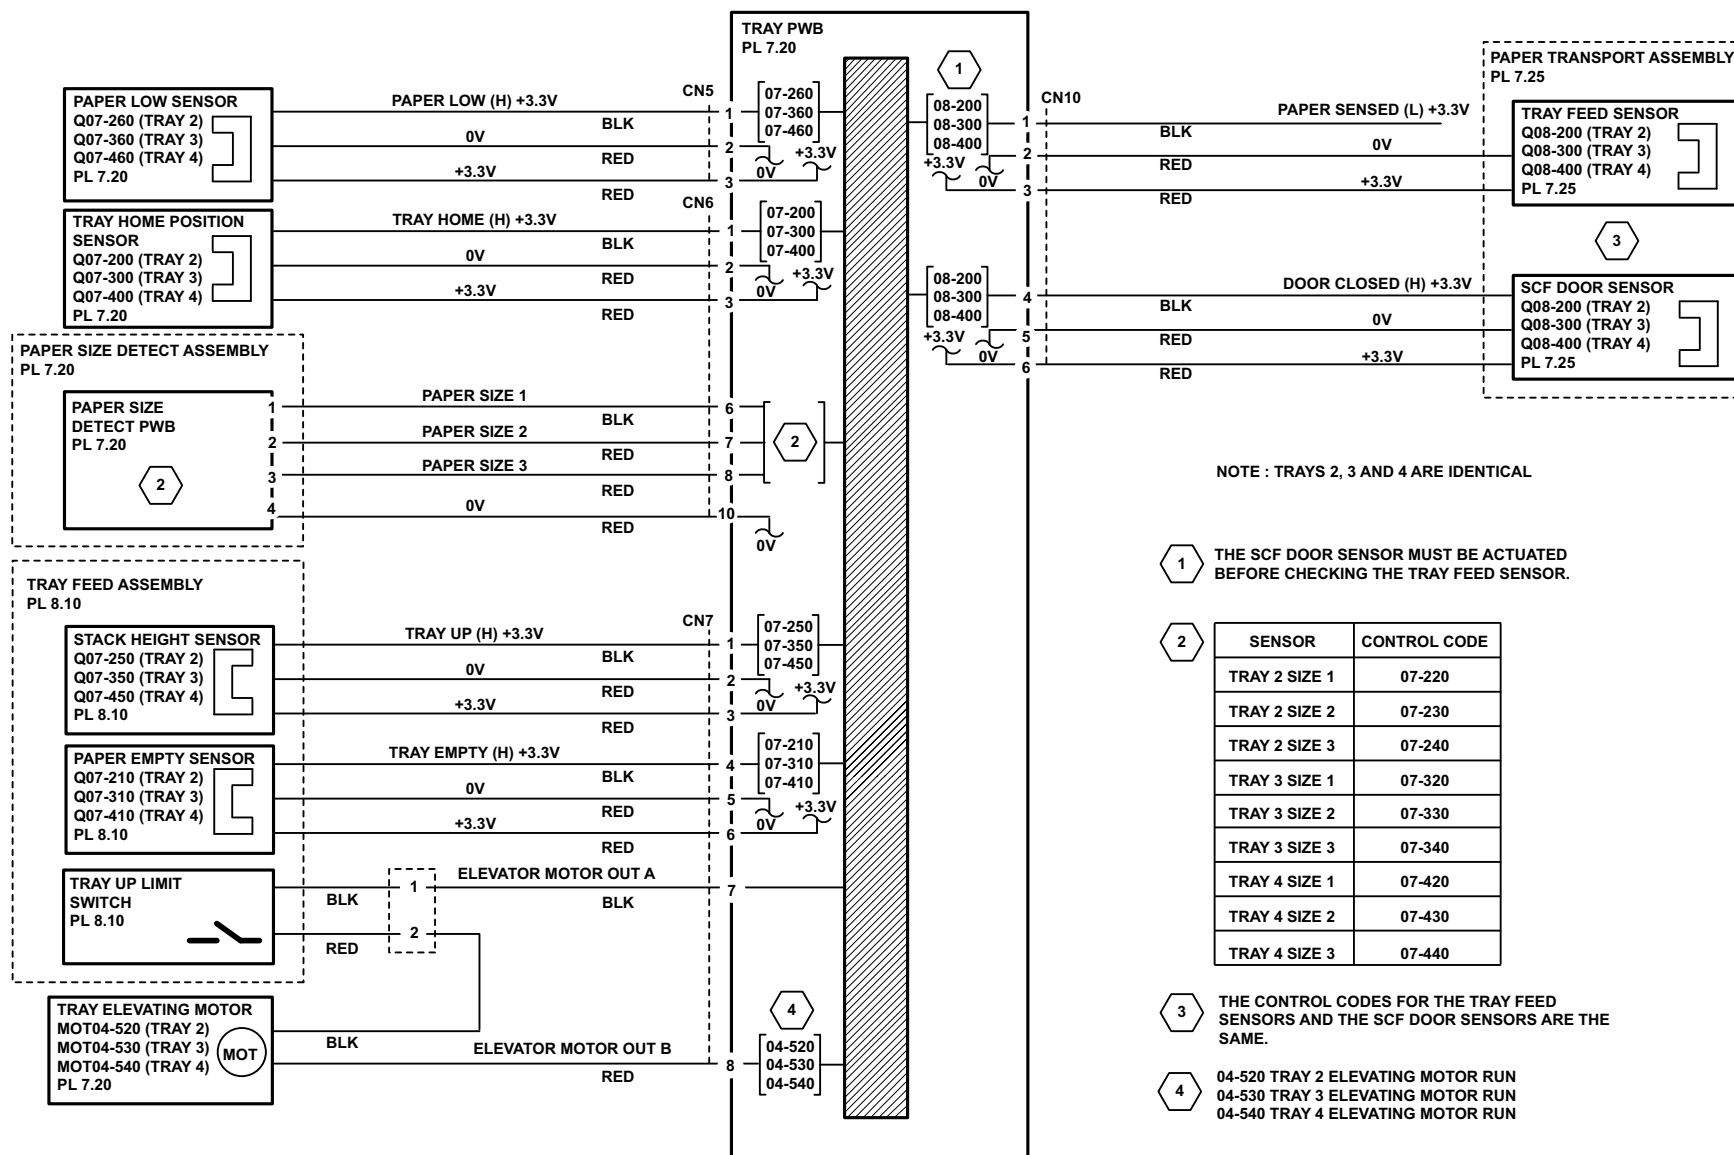 TRAY PWB
PL 7.20
PAPER LOW SENSOR
Q07-260 (TRAY 2)
Q07-360 (TRAY 3)
Q07-460 (TRAY 4)
PL 7.20
PAPER LOW (H) +3.3V
BLK
0V
RED
+3.3V
RED
CN5
1
2
3
07-260
07-360
07-460
+3.3V
0V
TRAY HOME POSITION
SENSOR
Q07-200 (TRAY 2)
Q07-300 (TRAY 3)
Q07-400 (TRAY 4)
PL 7.20
TRAY HOME (H) +3.3V
BLK
0V
RED
+3.3V
RED
CN6
1
2
3
07-200
07-300
07-400
+3.3V
0V
PAPER SIZE DETECT ASSEMBLY
PL 7.20
PAPER SIZE
DETECT PWB
PL 7.20
2
1
2
3
4
PAPER SIZE 1
BLK
PAPER SIZE 2
RED
PAPER SIZE 3
RED
0V
RED
6
7
8
10
2
0V
TRAY FEED ASSEMBLY
PL 8.10
STACK HEIGHT SENSOR
Q07-250 (TRAY 2)
Q07-350 (TRAY 3)
Q07-450 (TRAY 4)
PL 8.10
TRAY UP (H) +3.3V
BLK
0V
RED
+3.3V
RED
CN7
1
2
3
07-250
07-350
07-450
+3.3V
0V
PAPER EMPTY SENSOR
Q07-210 (TRAY 2)
Q07-310 (TRAY 3)
Q07-410 (TRAY 4)
PL 8.10
TRAY EMPTY (H) +3.3V
BLK
0V
RED
+3.3V
RED
4
5
6
07-210
07-310
07-410
+3.3V
0V
TRAY UP LIMIT
SWITCH
PL 8.10
BLK
RED
1
2
ELEVATOR MOTOR OUT A
BLK
7
TRAY ELEVATING MOTOR
MOT04-520 (TRAY 2)
MOT04-530 (TRAY 3)
MOT04-540 (TRAY 4)
PL 7.20
MOT
BLK
ELEVATOR MOTOR OUT B
RED
8
4
04-520
04-530
04-540
1
08-200
08-300
08-400
+3.3V
0V
CN10
1
2
3
PAPER SENSED (L) +3.3V
BLK
0V
RED
+3.3V
RED
PAPER TRANSPORT ASSEMBLY
PL 7.25
TRAY FEED SENSOR
Q08-200 (TRAY 2)
Q08-300 (TRAY 3)
Q08-400 (TRAY 4)
PL 7.25
3
08-200
08-300
08-400
+3.3V
0V
4
5
6
DOOR CLOSED (H) +3.3V
BLK
0V
RED
+3.3V
RED
SCF DOOR SENSOR
Q08-200 (TRAY 2)
Q08-300 (TRAY 3)
Q08-400 (TRAY 4)
PL 7.25
NOTE : TRAYS 2, 3 AND 4 ARE IDENTICAL
1
THE SCF DOOR SENSOR MUST BE ACTUATED
BEFORE CHECKING THE TRAY FEED SENSOR.
2
SENSOR CONTROL CODE
TRAY 2 SIZE 1 07-220
TRAY 2 SIZE 2 07-230
TRAY 2 SIZE 3 07-240
TRAY 3 SIZE 1 07-320
TRAY 3 SIZE 2 07-330
TRAY 3 SIZE 3 07-340
TRAY 4 SIZE 1 07-420
TRAY 4 SIZE 2 07-430
TRAY 4 SIZE 3 07-440
3
THE CONTROL CODES FOR THE TRAY FEED
SENSORS AND THE SCF DOOR SENSORS ARE THE
SAME.
4
04-520 TRAY 2 ELEVATING MOTOR RUN
04-530 TRAY 3 ELEVATING MOTOR RUN
04-540 TRAY 4 ELEVATING MOTOR RUN